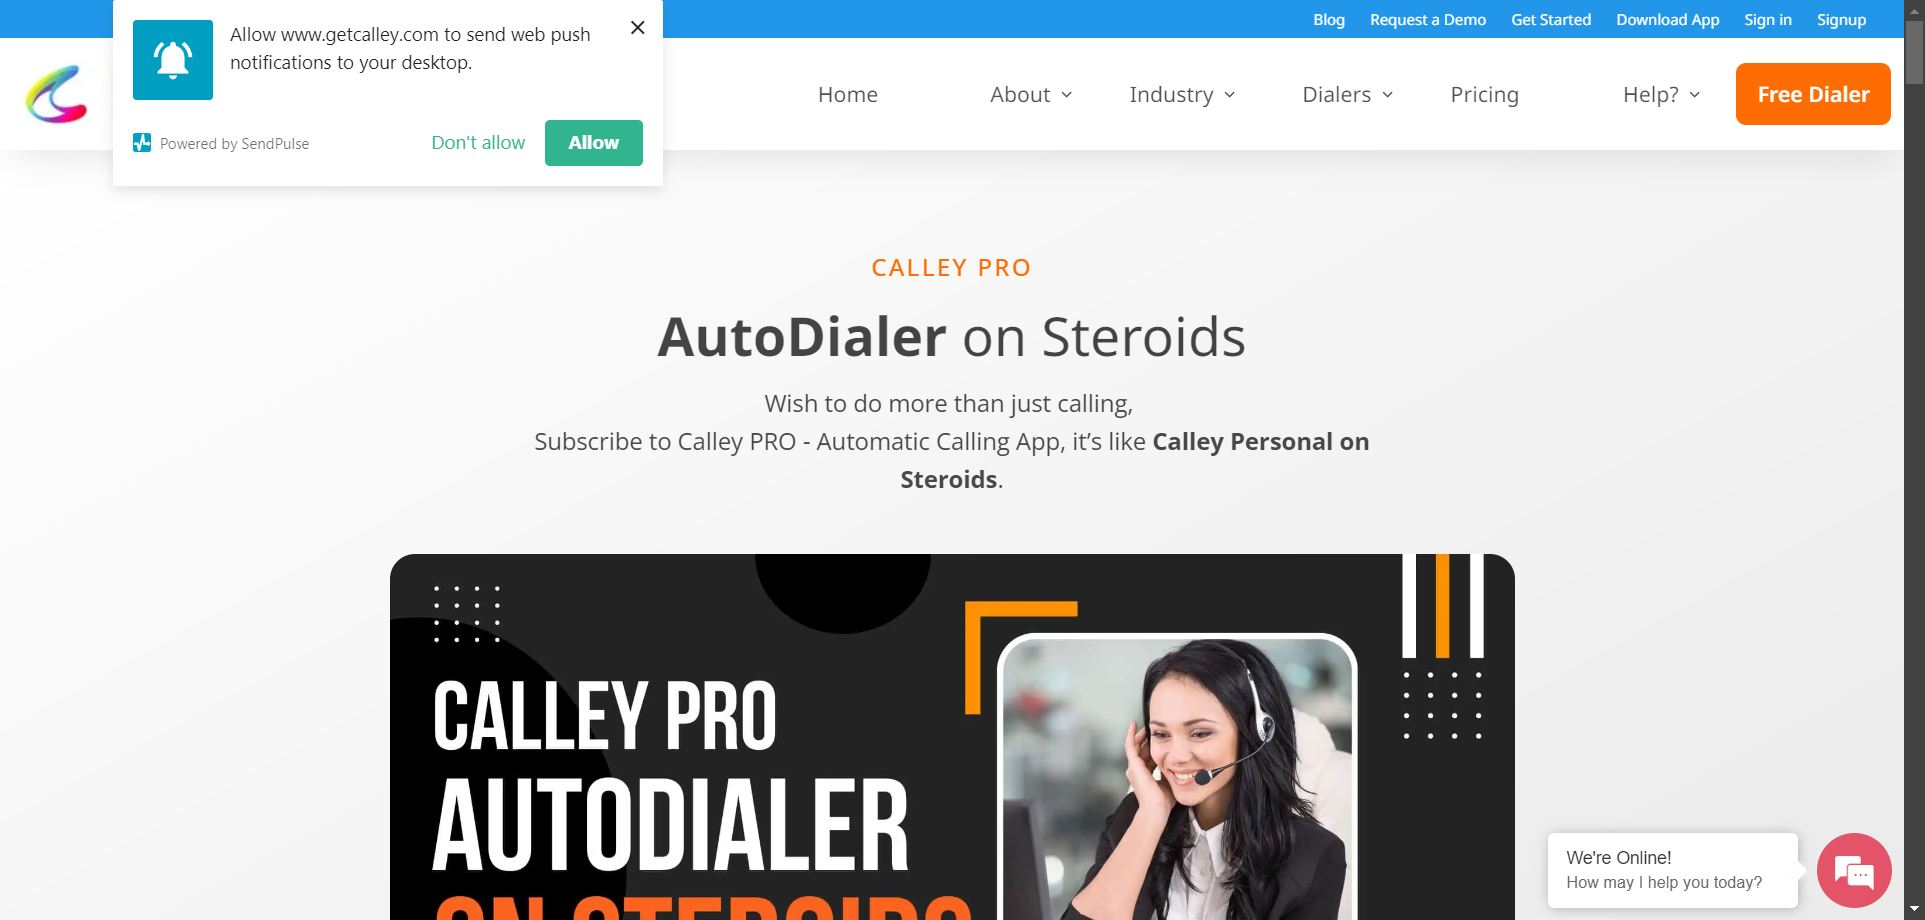 Allow www.getcalley.com to send web push
notifications to your desktop.
Powered by SendPulse
Don't allow
Allow
Blog
Request a Demo
Get Started
Download App
Sign in
Signup
Home
About
Industry
Dialers
Pricing
Help?
Free Dialer
CALLEY PRO
AutoDialer on Steroids
Wish to do more than just calling,
Subscribe to Calley PRO - Automatic Calling App, it’s like Calley Personal on
Steroids.
CALLEY PRO
AUTODIALER
ON STEROIDS
We're Online!
How may I help you today?